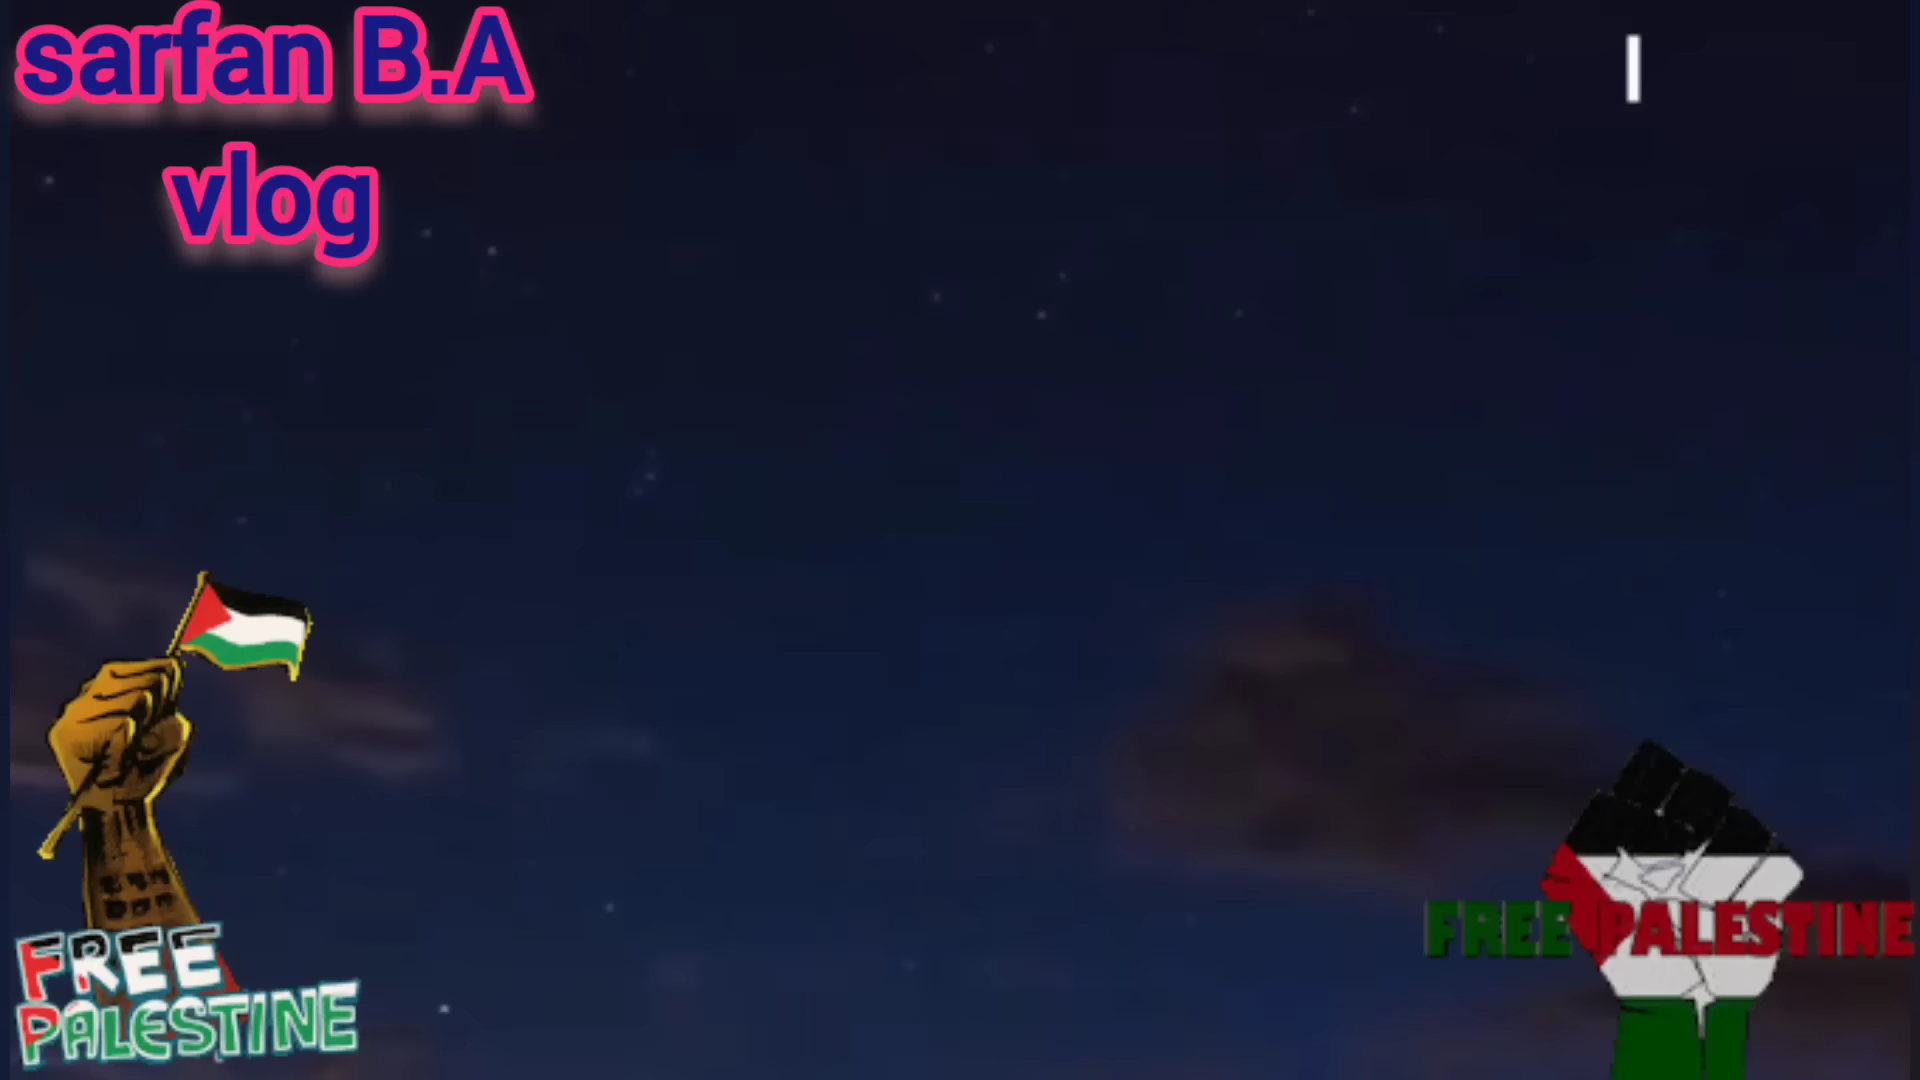 sarfan B.A
vlog
FREE
PALESTINE
FREE PALESTINE